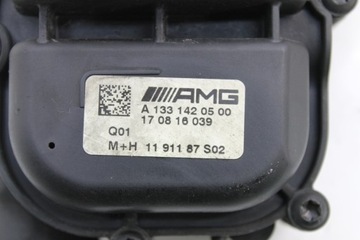 AMG
A 133 142 05 00
17 08 16 039
Q01
M+H 11 911 87 S02